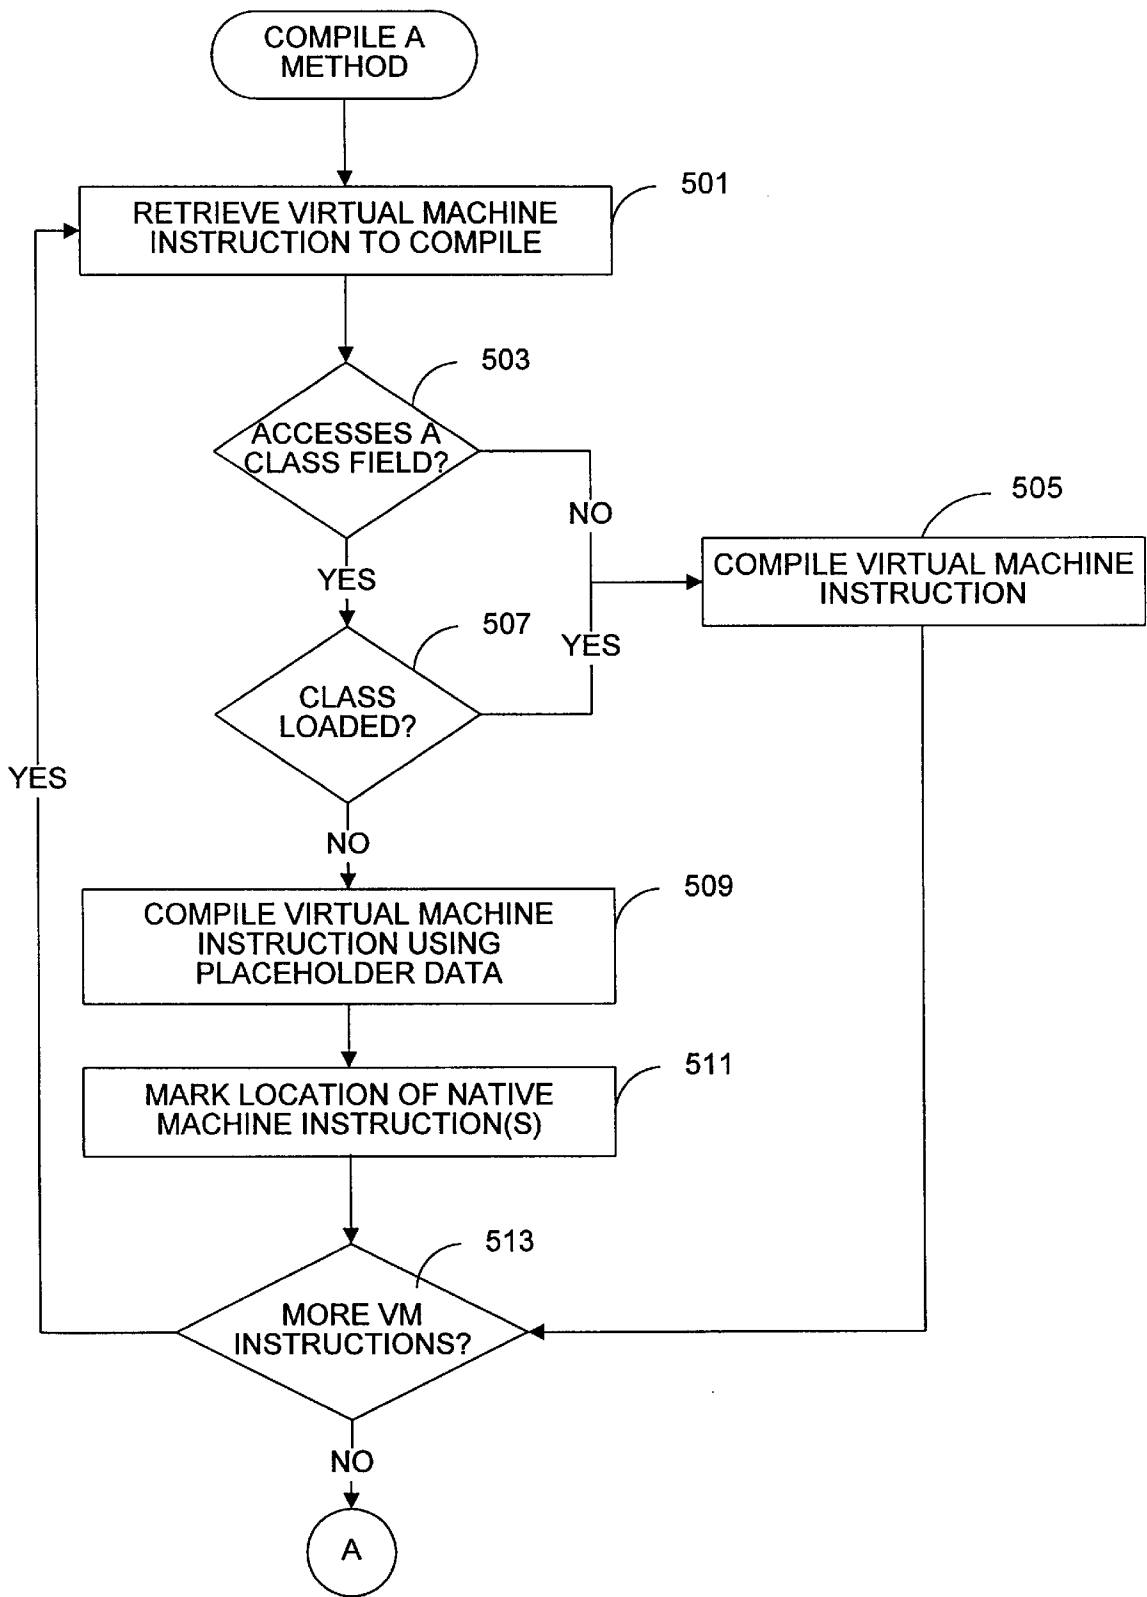 COMPILE A
METHOD
501
RETRIEVE VIRTUAL MACHINE
INSTRUCTION TO COMPILE
503
ACCESSES A
CLASS FIELD?
NO
505
COMPILE VIRTUAL MACHINE
INSTRUCTION
YES
507
YES
CLASS
LOADED?
YES
NO
509
COMPILE VIRTUAL MACHINE
INSTRUCTION USING
PLACEHOLDER DATA
511
MARK LOCATION OF NATIVE
MACHINE INSTRUCTION(S)
513
MORE VM
INSTRUCTIONS?
NO
A